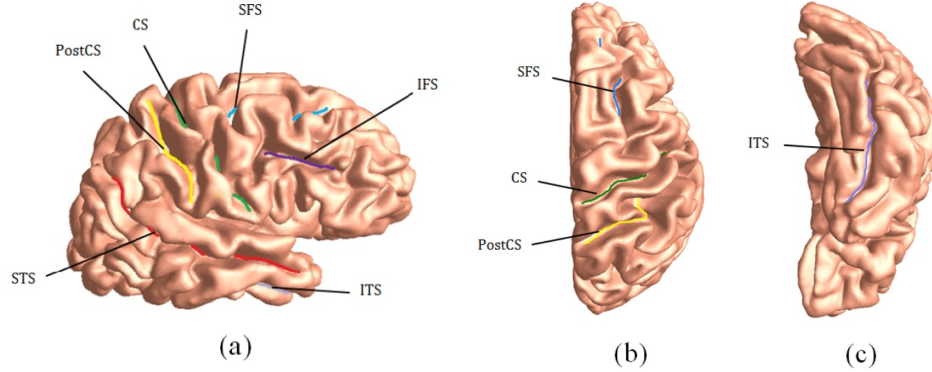 CS
SFS
PostCS
IFS
STS
ITS
(a)
SFS
CS
PostCS
(b)
ITS
(c)